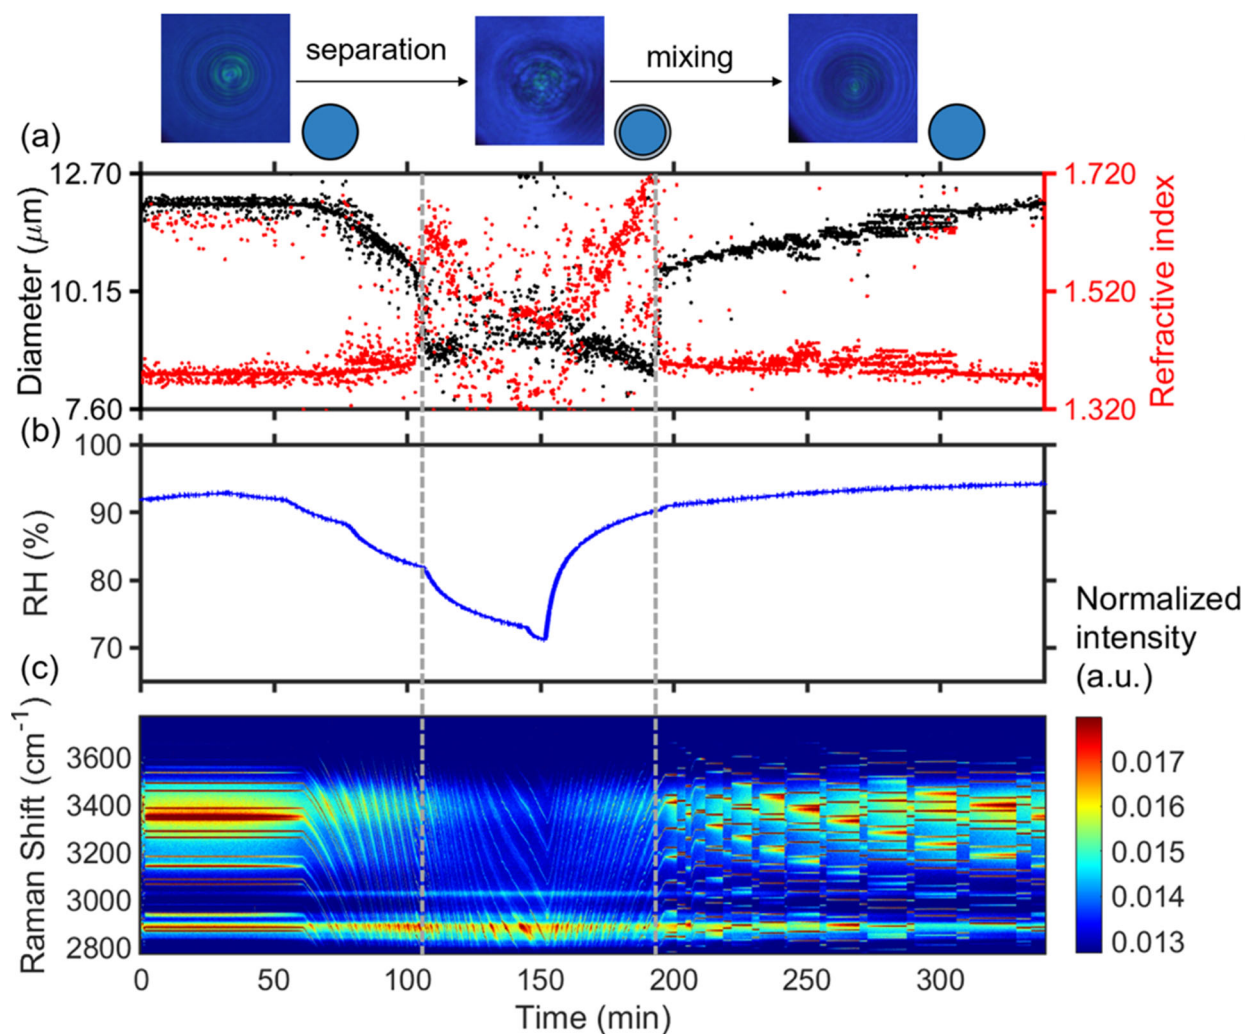 separation
mixing
(a)
12.70
10.15
7.60
Diameter (μm)
1.720
1.520
1.320
Refractive index
(b)
100
90
80
70
RH (%)
(c)
3600
3400
3200
3000
2800
Raman Shift (cm⁻¹)
0 50 100 150 200 250 300
Time (min)
Normalized
intensity
(a.u.)
0.017
0.016
0.015
0.014
0.013